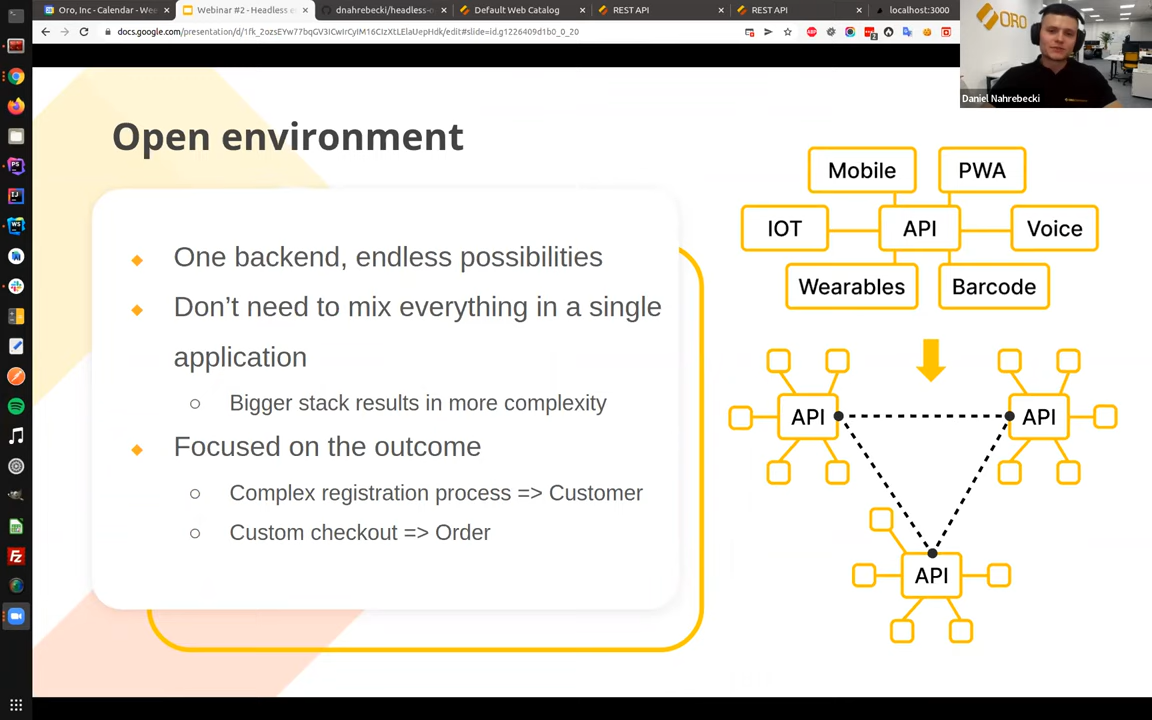 Oro, Inc - Calendar - Wee
Webinar #2 - Headless e
dnahrebecki/headless-o
Default Web Catalog
REST API
REST API
localhost:3000
docs.google.com/presentation/d/1fk_2ozsEYw77bqGV3ICwIrCyIM16CtzXtLElaUepHdk/edit#slide=id.g1226409d1b0_0_20
ORO
Daniel Nahrebecki
Open environment
One backend, endless possibilities
Don’t need to mix everything in a single
application
Bigger stack results in more complexity
Focused on the outcome
Complex registration process => Customer
Custom checkout => Order
Mobile
PWA
IOT
API
Voice
Wearables
Barcode
API
API
API